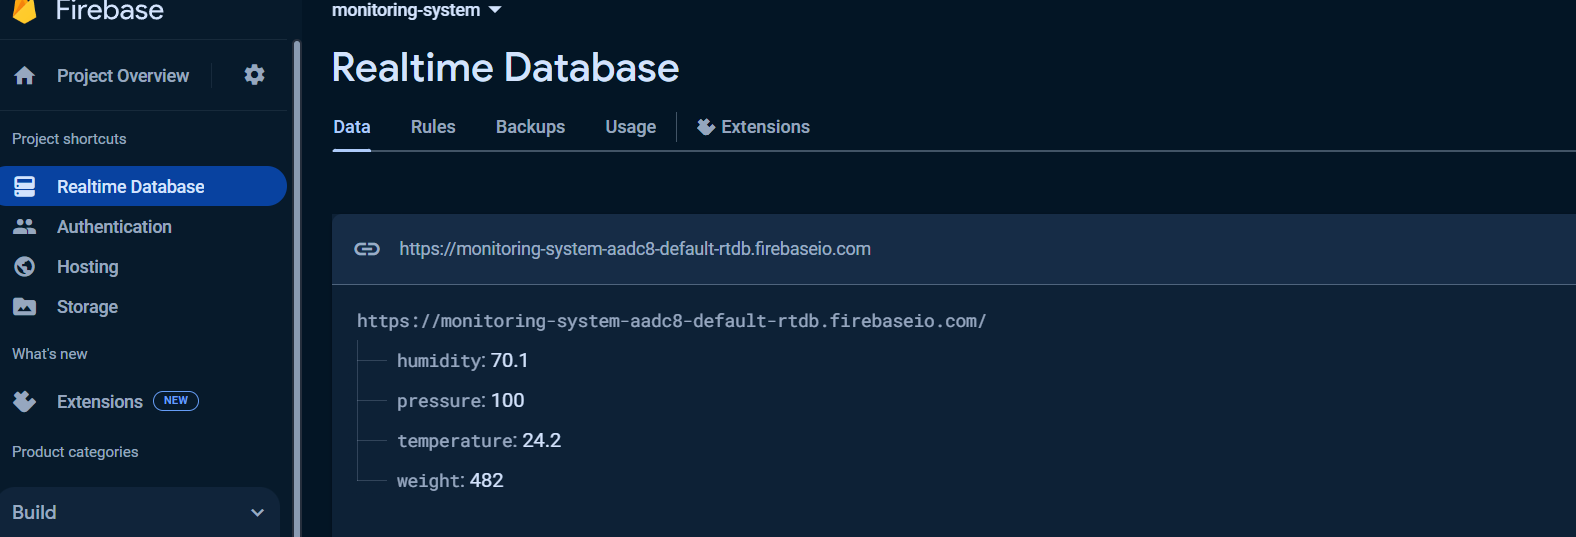 Firebase
Project Overview
Project shortcuts
Realtime Database
Authentication
Hosting
Storage
What's new
Extensions NEW
Product categories
Build
monitoring-system
Realtime Database
Data Rules Backups Usage Extensions
https://monitoring-system-aadc8-default-rtdb.firebaseio.com
https://monitoring-system-aadc8-default-rtdb.firebaseio.com/
humidity: 70.1
pressure: 100
temperature: 24.2
weight: 482